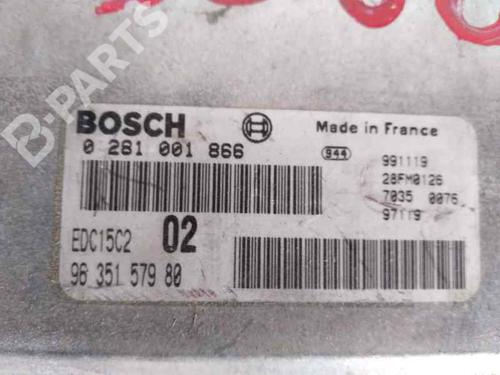 B-PARTS
BOSCH
Made in France
0 281 001 866
944
991119
28FM0126
7035 0076
97119
EDC15C2 02
96 351 579 80